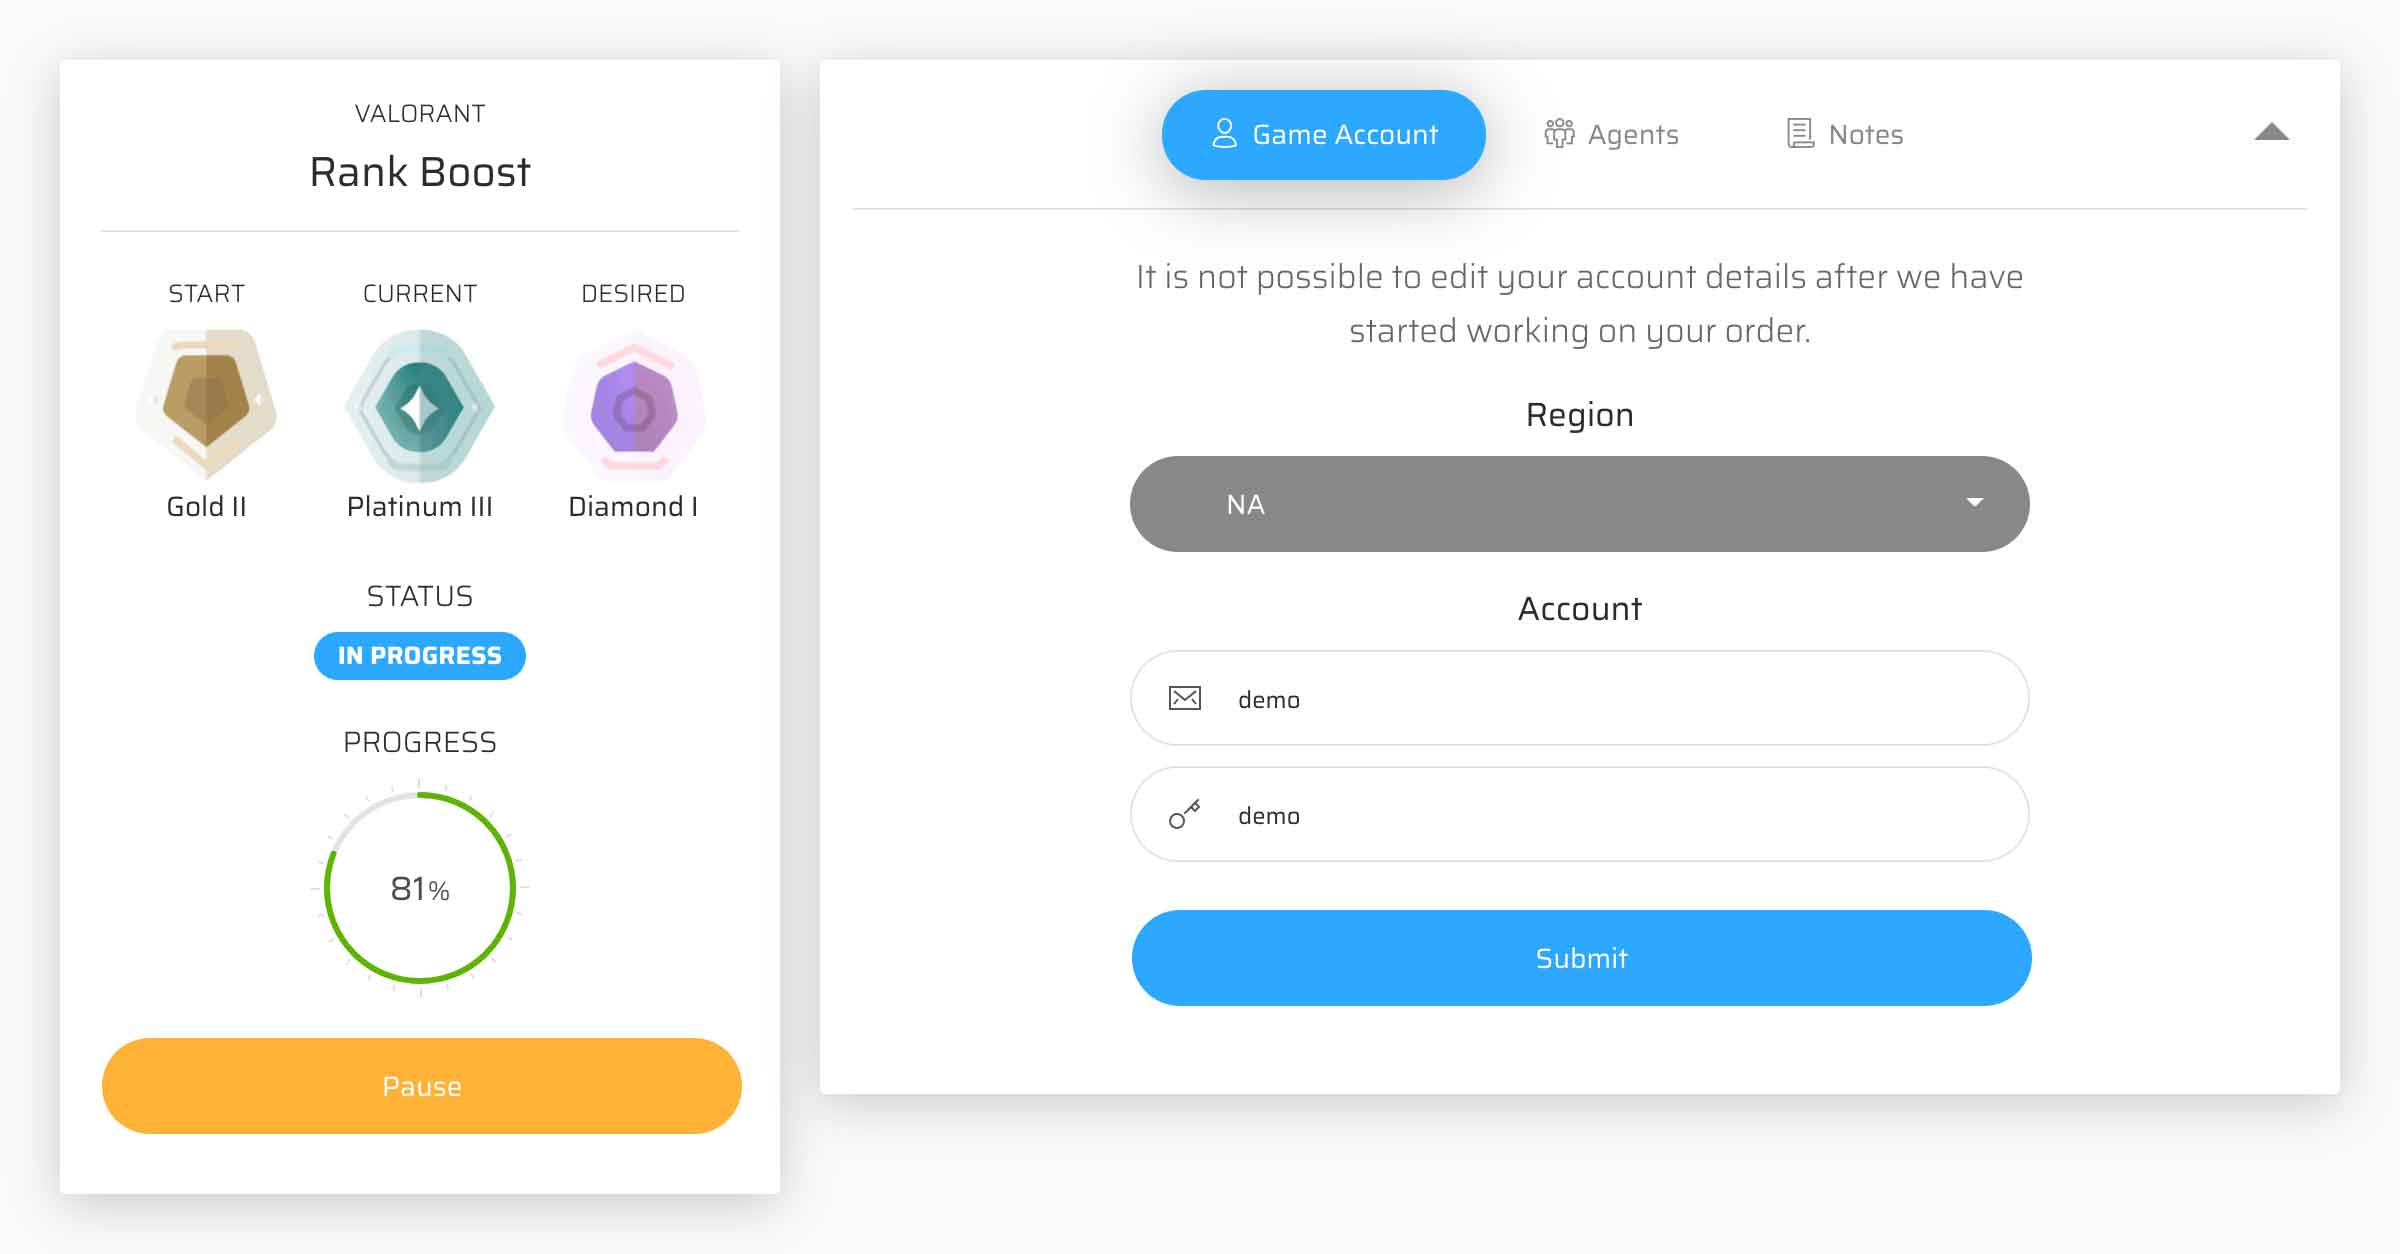 VALORANT
Rank Boost
START CURRENT DESIRED
Gold II Platinum III Diamond I
STATUS
IN PROGRESS
PROGRESS
81%
Pause
Game Account Agents Notes
It is not possible to edit your account details after we have
started working on your order.
Region
NA
Account
demo
demo
Submit